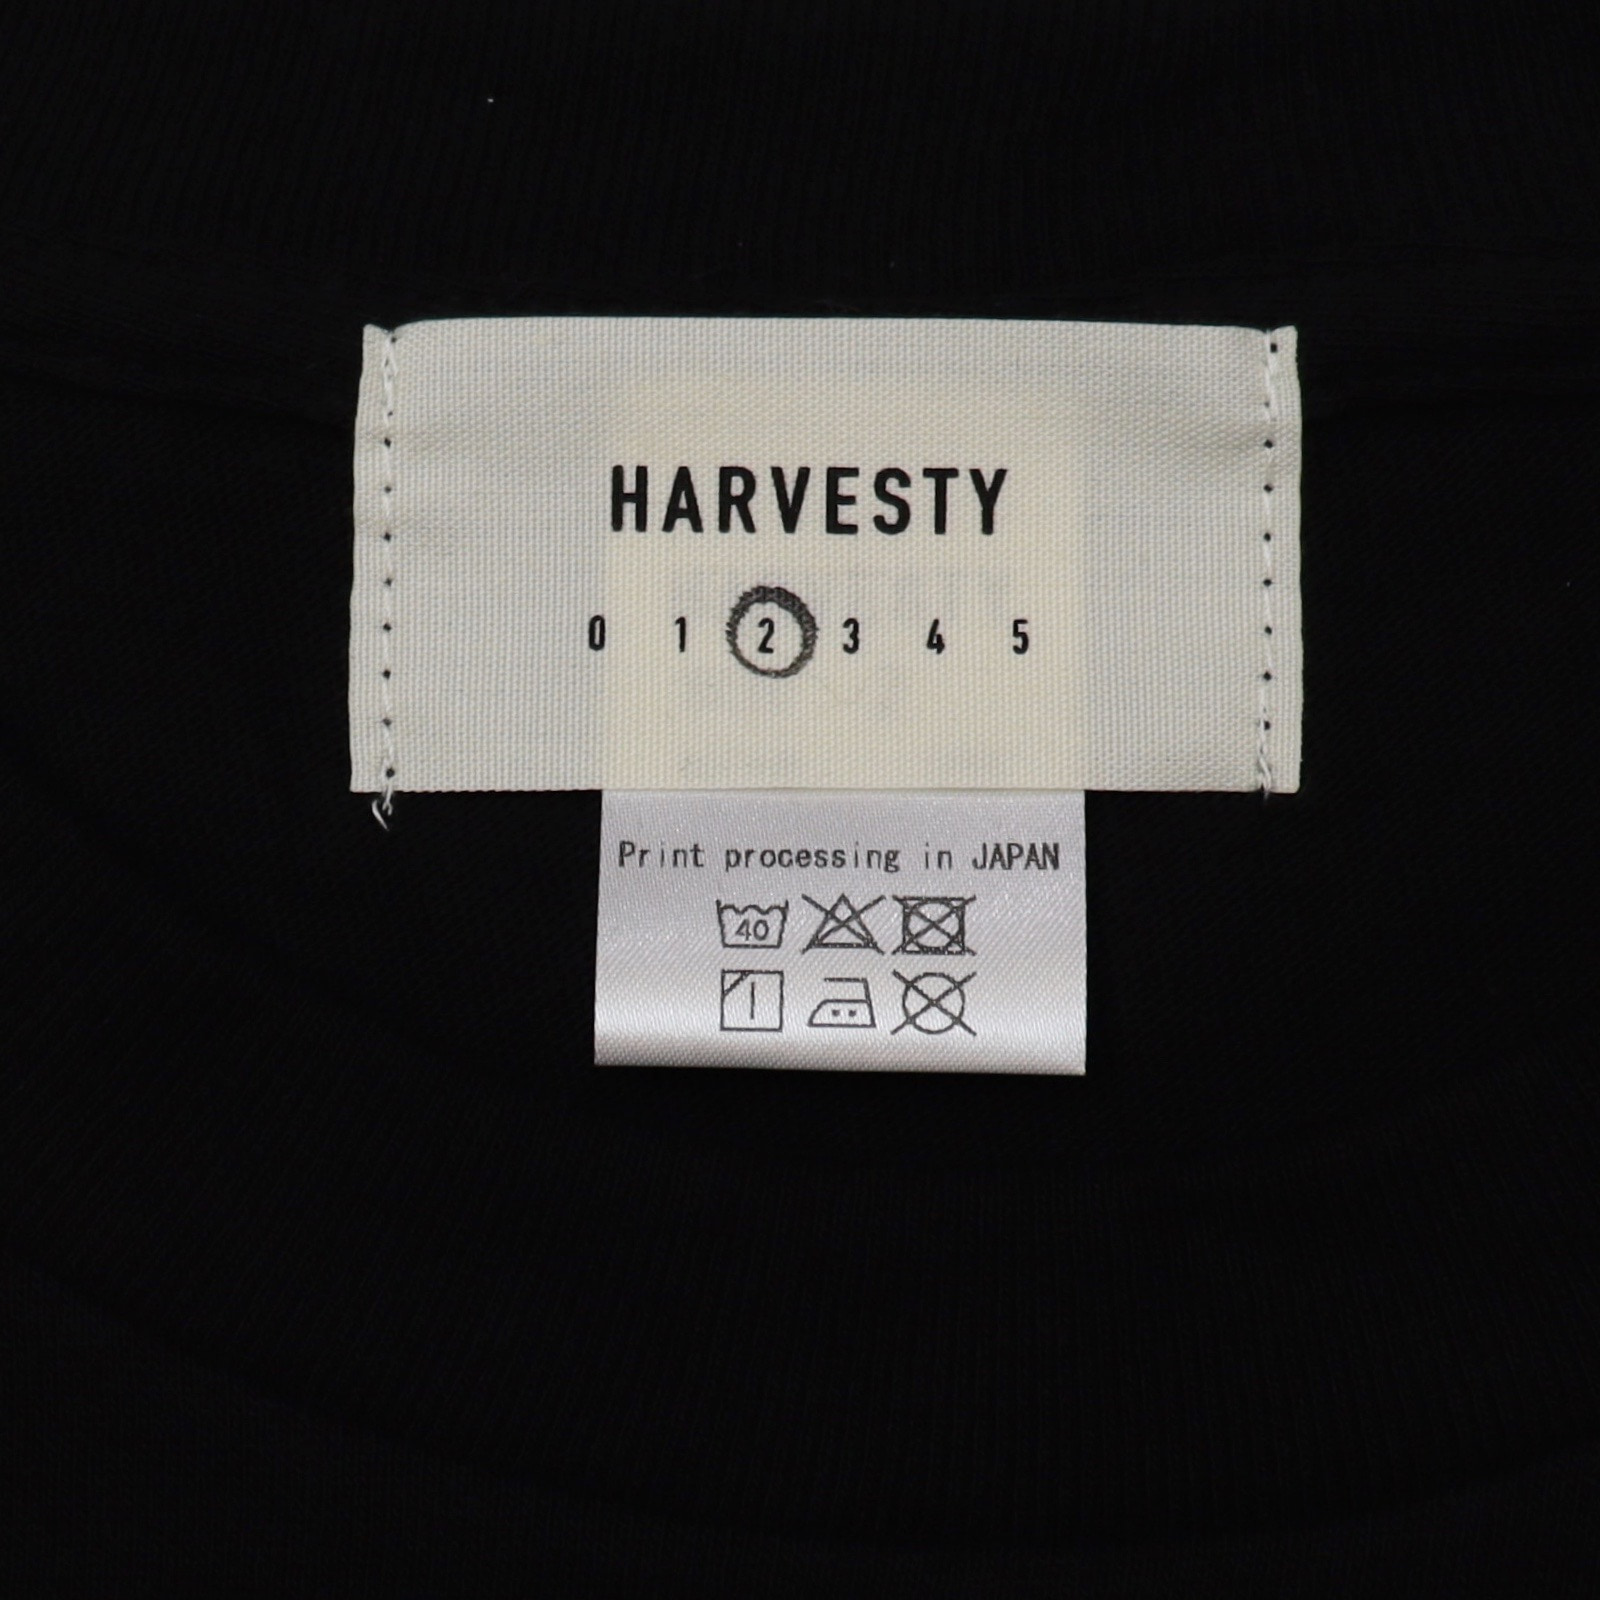 HARVESTY
0 1 2 3 4 5
Print processing in JAPAN
40